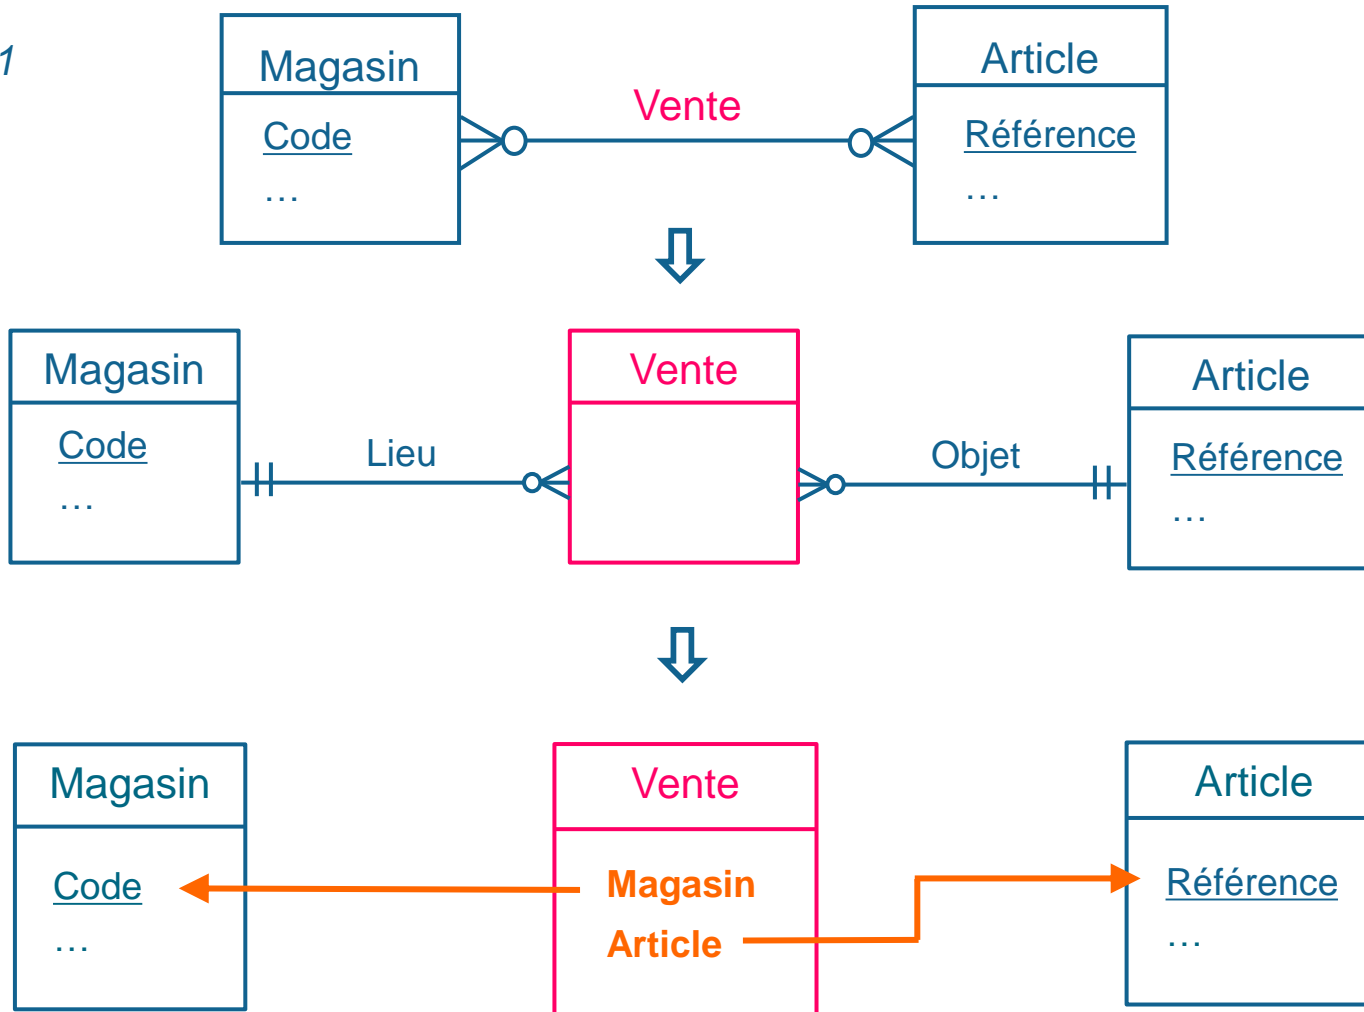 1
Magasin
Code
…
Vente
Article
Référence
…
Magasin
Code
…
Lieu
Vente
Objet
Article
Référence
…
Magasin
Code
…
Vente
Magasin
Article
Article
Référence
…